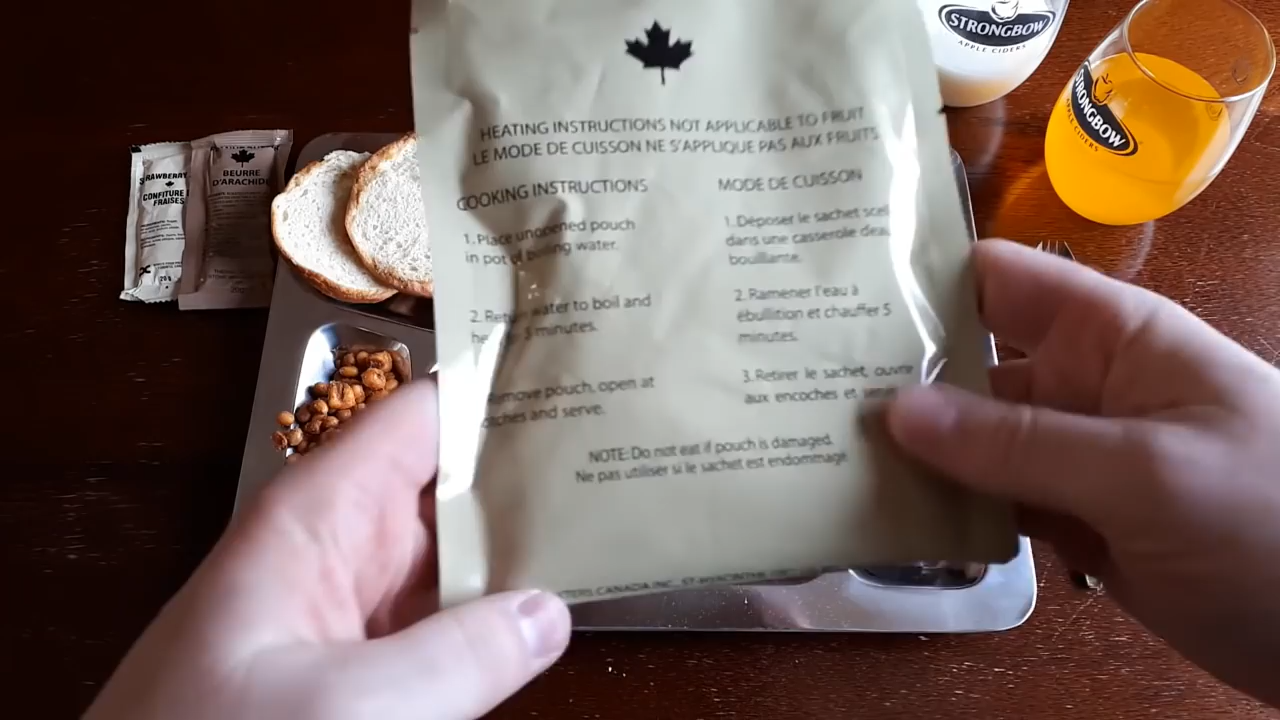 STRONGBOW
APPLE CIDERS
STRONGBOW
APPLE CIDERS
HEATING INSTRUCTIONS NOT APPLICABLE TO FRUIT
LE MODE DE CUISSON NE S'APPLIQUE PAS AUX FRUITS
COOKING INSTRUCTIONS
1. Place unopened pouch
in pot of boiling water.
2. Return water to boil and
5 minutes.
pouch, open at
and serve.
MODE DE CUISSON
1. Déposer le sachet
dans une casserole
bouillante.
2. Ramener l'eau à
ébullition et chauffer 5
minutes.
3. Retirer le sachet, ouvrir
aux encoches et
NOTE: Do not eat if pouch is damaged.
Ne pas utiliser si le sachet est endommagé.
CANADA INC. ST-HYACINTHE
STRAWBERRY
CONFITURE
FRAISES
BEURRE
D'ARACHIDE